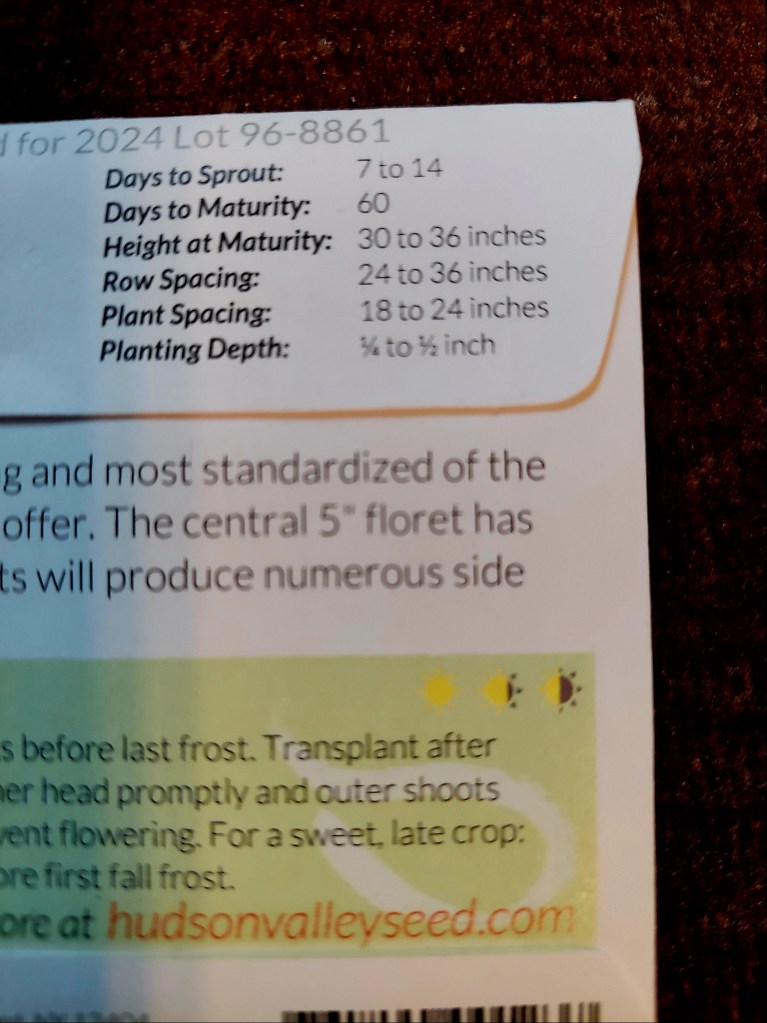 d for 2024 Lot 96-8861
Days to Sprout: 7 to 14
Days to Maturity: 60
Height at Maturity: 30 to 36 inches
Row Spacing: 24 to 36 inches
Plant Spacing: 18 to 24 inches
Planting Depth: ¼ to ½ inch
g and most standardized of the
offer. The central 5" floret has
ts will produce numerous side
s before last frost. Transplant after
ner head promptly and outer shoots
vent flowering. For a sweet, late crop:
ore first fall frost.
ore at hudsonvalleyseed.com